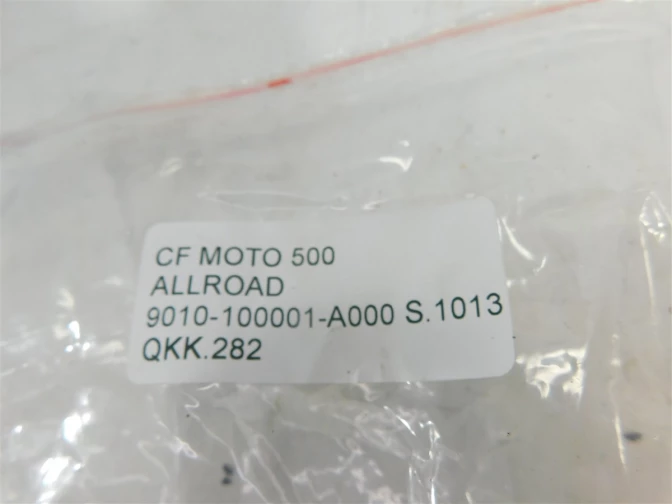 CF MOTO 500
ALLROAD
9010-100001-A000 S.1013
QKK.282